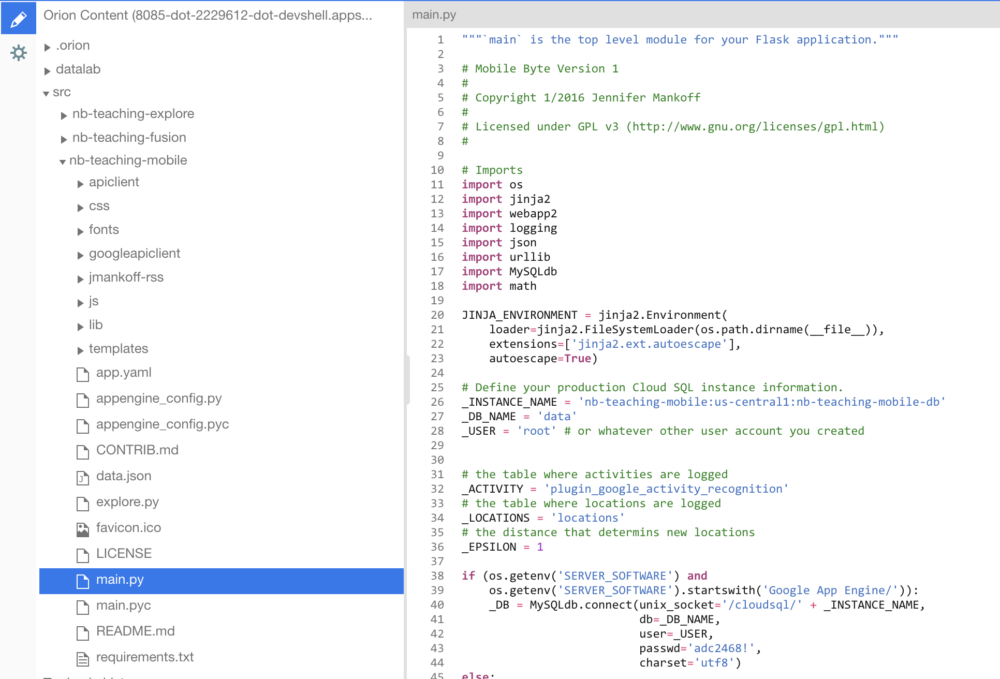 Orion Content (8085-dot-2229612-dot-devshell.apps...
.orion
datalab
src
nb-teaching-explore
nb-teaching-fusion
nb-teaching-mobile
apiclient
css
fonts
googleapiclient
jmankoff-rss
js
lib
templates
app.yaml
appengine_config.py
appengine_config.pyc
CONTRIB.md
data.json
explore.py
favicon.ico
LICENSE
main.py
main.pyc
README.md
requirements.txt
main.py
1 """`main` is the top level module for your Flask application."""
2
3 # Mobile Byte Version 1
4 #
5 # Copyright 1/2016 Jennifer Mankoff
6 #
7 # Licensed under GPL v3 (http://www.gnu.org/licenses/gpl.html)
8 #
9
10 # Imports
11 import os
12 import jinja2
13 import webapp2
14 import logging
15 import json
16 import urllib
17 import MySQLdb
18 import math
19
20 JINJA_ENVIRONMENT = jinja2.Environment(
21     loader=jinja2.FileSystemLoader(os.path.dirname(__file__)),
22     extensions=['jinja2.ext.autoescape'],
23     autoescape=True)
24
25 # Define your production Cloud SQL instance information.
26 _INSTANCE_NAME = 'nb-teaching-mobile:us-central1:nb-teaching-mobile-db'
27 _DB_NAME = 'data'
28 _USER = 'root' # or whatever other user account you created
29
30
31 # the table where activities are logged
32 _ACTIVITY = 'plugin_google_activity_recognition'
33 # the table where locations are logged
34 _LOCATIONS = 'locations'
35 # the distance that determins new locations
36 _EPSILON = 1
37
38 if (os.getenv('SERVER_SOFTWARE') and
39     os.getenv('SERVER_SOFTWARE').startswith('Google App Engine/')):
40     _DB = MySQLdb.connect(unix_socket='/cloudsql/' + _INSTANCE_NAME,
41                           db=_DB_NAME,
42                           user=_USER,
43                           passwd='adc2468!',
44                           charset='utf8')
45 else: